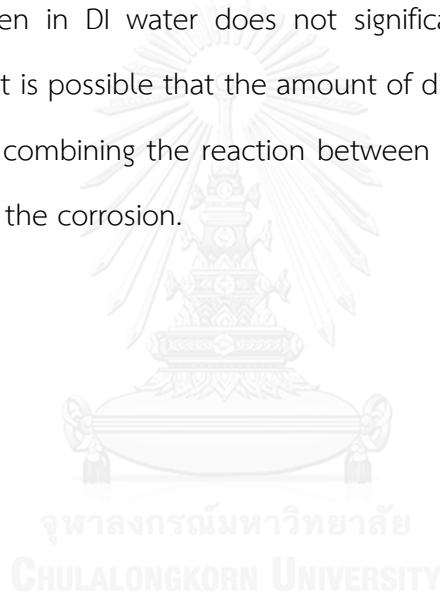 en in DI water does not significa
t is possible that the amount of d
combining the reaction between
the corrosion.
จุฬาลงกรณ์มหาวิทยาลัย
CHULALONGKORN UNIVERSITY